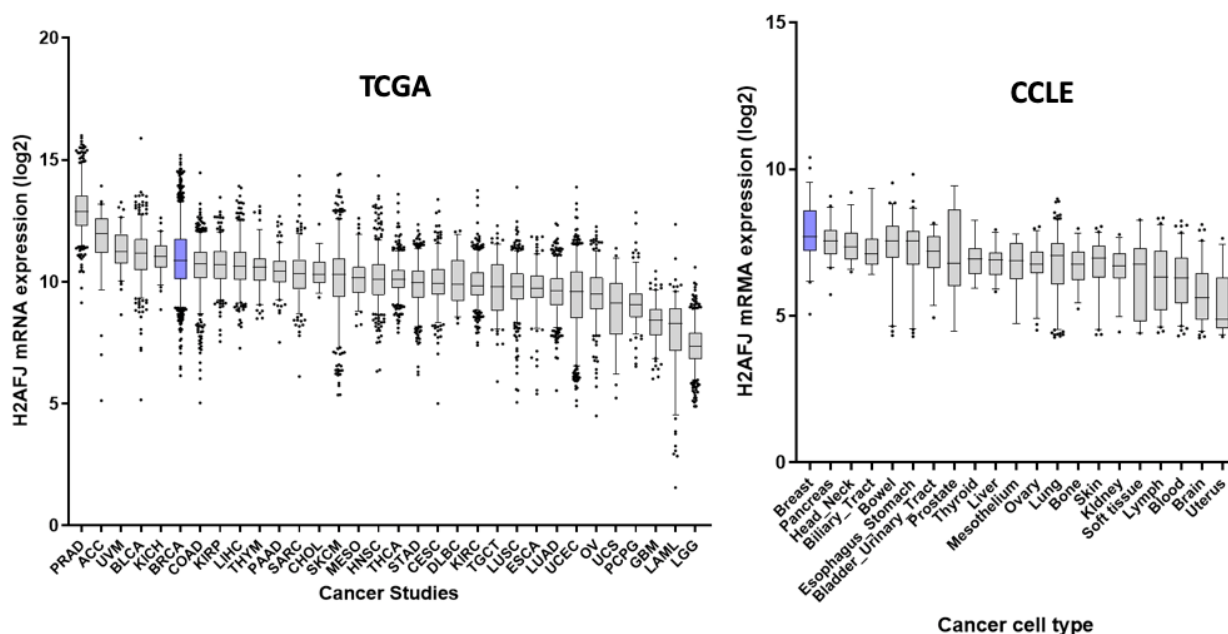 TCGA
H2AFJ mRNA expression (log2)
20
15
10
5
0
PRAD
ACC
UVM
BLCA
KICH
BRCA
COAD
KIRP
LIHC
THYM
PAAD
SARC
CHOL
SKCM
MESO
HNSC
THCA
STAD
CESC
DLBC
KIRC
TGCT
LUSC
ESCA
LUAD
UCEC
OV
UCS
PCPG
GBM
LAML
LGG
Cancer Studies
CCLE
H2AFJ mRMA expression (log2)
15
10
5
0
Breast
Pancreas
Head_Neck
Biliary_Tract
Bowel
Esophagus_Stomach
Bladder_Urinary_Tract
Prostate
Thyroid
Liver
Mesothelium
Ovary
Lung
Bone
Skin
KIdney
Soft tissue
Lymph
Blood
Brain
Uterus
Cancer cell type